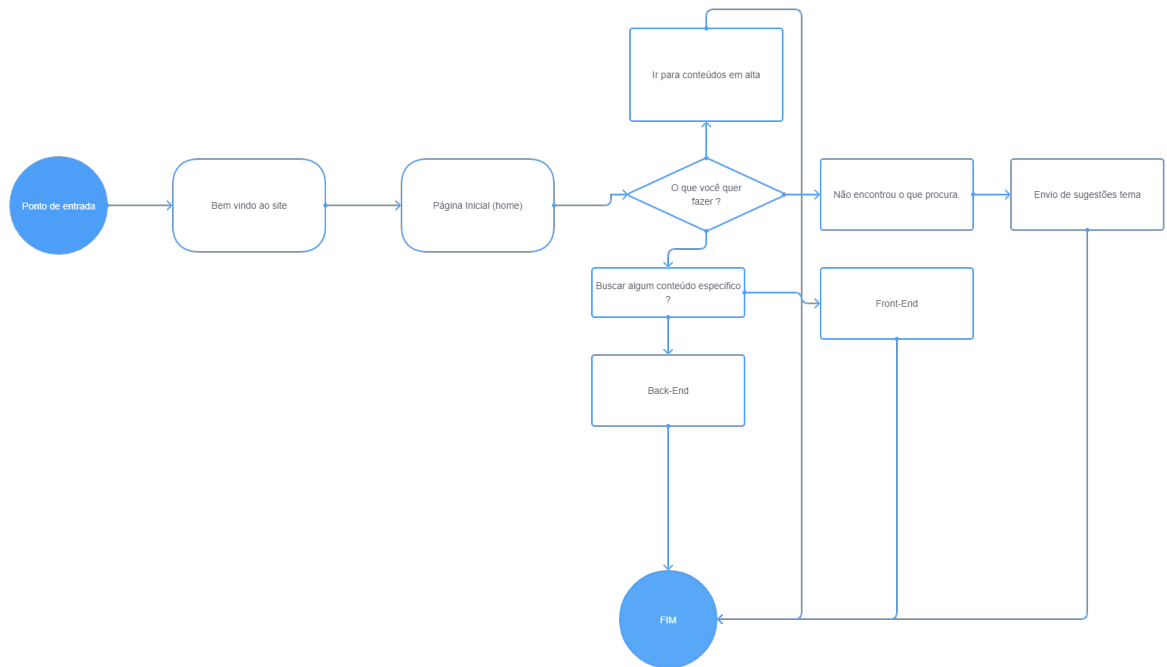 Ir para conteúdos em alta
Ponto de entrada
Bem vindo ao site
Página Inicial (home)
O que você quer
fazer ?
Não encontrou o que procura.
Envio de sugestões tema
Buscar algum conteúdo especifico
?
Front-End
Back-End
FIM